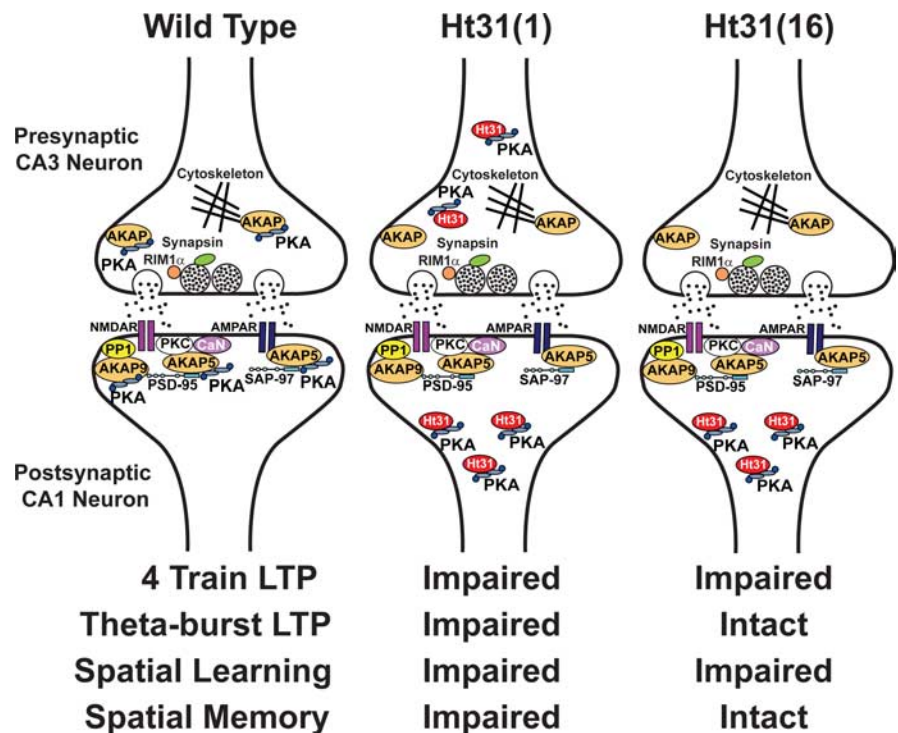 Wild Type
Ht31(1)
Ht31(16)
Presynaptic
CA3 Neuron
Cytoskeleton
AKAP
PKA
AKAP
PKA
Synapsin
RIM1α
NMDAR
AMPAR
PP1
PKC
CaN
AKAP9
AKAP5
AKAP5
PKA
PSD-95
PKA
SAP-97
PKA
Ht31
PKA
Cytoskeleton
PKA
Ht31
AKAP
AKAP
Synapsin
RIM1α
NMDAR
AMPAR
PP1
PKC
CaN
AKAP9
AKAP5
AKAP5
PSD-95
SAP-97
Ht31
PKA
Ht31
PKA
Ht31
PKA
Cytoskeleton
AKAP
AKAP
Synapsin
RIM1α
NMDAR
AMPAR
PP1
PKC
CaN
AKAP9
AKAP5
AKAP5
PSD-95
SAP-97
Ht31
PKA
Ht31
PKA
Ht31
PKA
Postsynaptic
CA1 Neuron
4 Train LTP Impaired Impaired
Theta-burst LTP Impaired Intact
Spatial Learning Impaired Impaired
Spatial Memory Impaired Intact